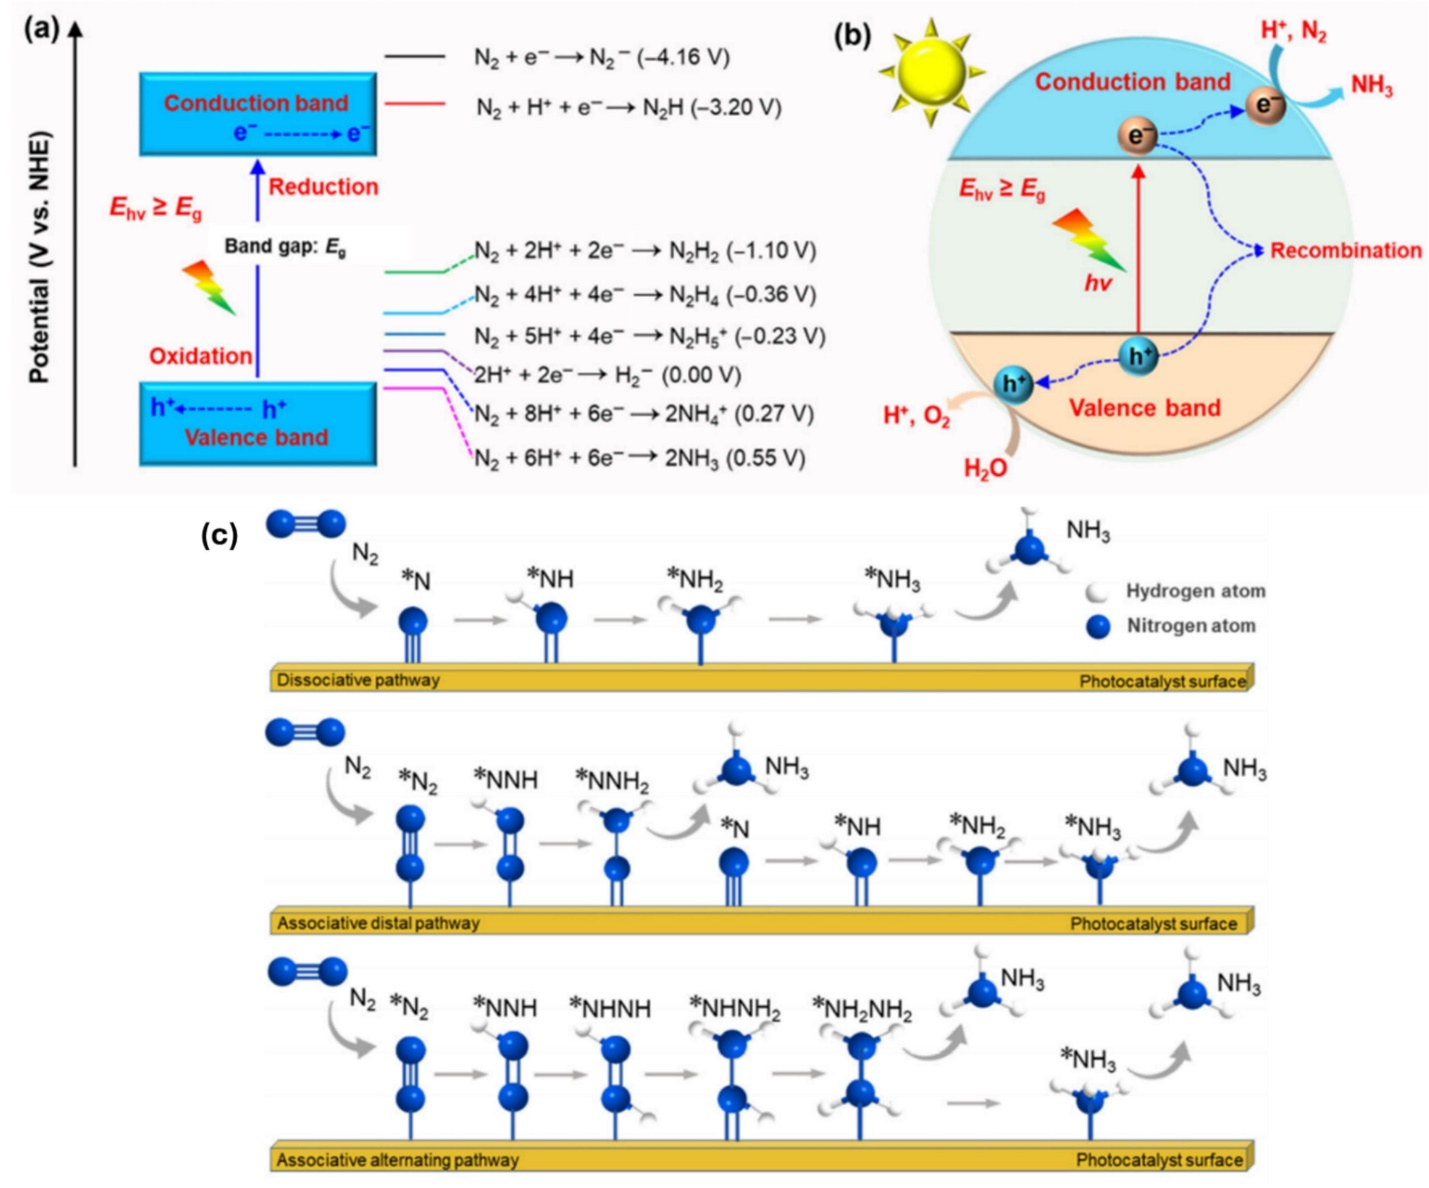 (a)
Potential (V vs. NHE)
Conduction band
e⁻ e⁻
Reduction
Ehv ≥ Eg
Band gap: Eg
Oxidation
h⁺ h⁺
Valence band
N₂ + e⁻ → N₂⁻ (−4.16 V)
N₂ + H⁺ + e⁻ → N₂H (−3.20 V)
N₂ + 2H⁺ + 2e⁻ → N₂H₂ (−1.10 V)
N₂ + 4H⁺ + 4e⁻ → N₂H₄ (−0.36 V)
N₂ + 5H⁺ + 4e⁻ → N₂H₅⁺ (−0.23 V)
2H⁺ + 2e⁻ → H₂⁻ (0.00 V)
N₂ + 8H⁺ + 6e⁻ → 2NH₄⁺ (0.27 V)
N₂ + 6H⁺ + 6e⁻ → 2NH₃ (0.55 V)
(b)
H⁺, N₂
Conduction band
NH₃
e⁻
e⁻
Ehv ≥ Eg
hv
Recombination
h⁺
h⁺
Valence band
H⁺, O₂
H₂O
(c)
N₂
*N
*NH
*NH₂
*NH₃
NH₃
Hydrogen atom
Nitrogen atom
Dissociative pathway
Photocatalyst surface
N₂
*N₂
*NNH
*NNH₂
NH₃
*N
*NH
*NH₂
*NH₃
NH₃
Associative distal pathway
Photocatalyst surface
N₂
*N₂
*NNH
*NHNH
*NHNH₂
*NH₂NH₂
NH₃
*NH₃
NH₃
Associative alternating pathway
Photocatalyst surface